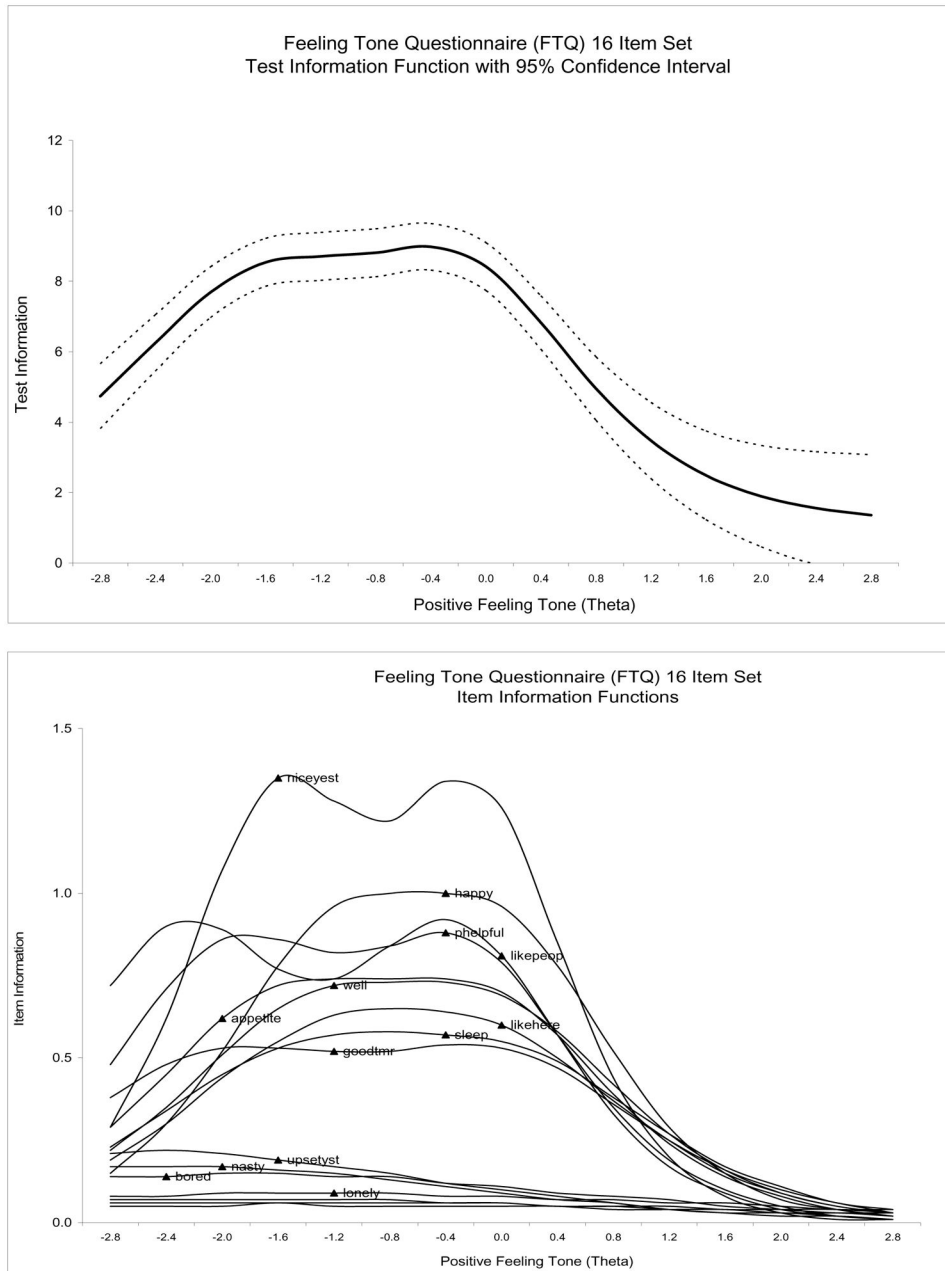 Feeling Tone Questionnaire (FTQ) 16 Item Set
Test Information Function with 95% Confidence Interval
12
10
8
6
4
2
0
Test Information
-2.8 -2.4 -2.0 -1.6 -1.2 -0.8 -0.4 0.0 0.4 0.8 1.2 1.6 2.0 2.4 2.8
Positive Feeling Tone (Theta)
Feeling Tone Questionnaire (FTQ) 16 Item Set
Item Information Functions
1.5
1.0
0.5
0.0
Item Information
niceyest
happy
phelpful
likepeop
well
appetite
likehere
sleep
goodtmr
upsetyst
nasty
bored
lonely
-2.8 -2.4 -2.0 -1.6 -1.2 -0.8 -0.4 0.0 0.4 0.8 1.2 1.6 2.0 2.4 2.8
Positive Feeling Tone (Theta)